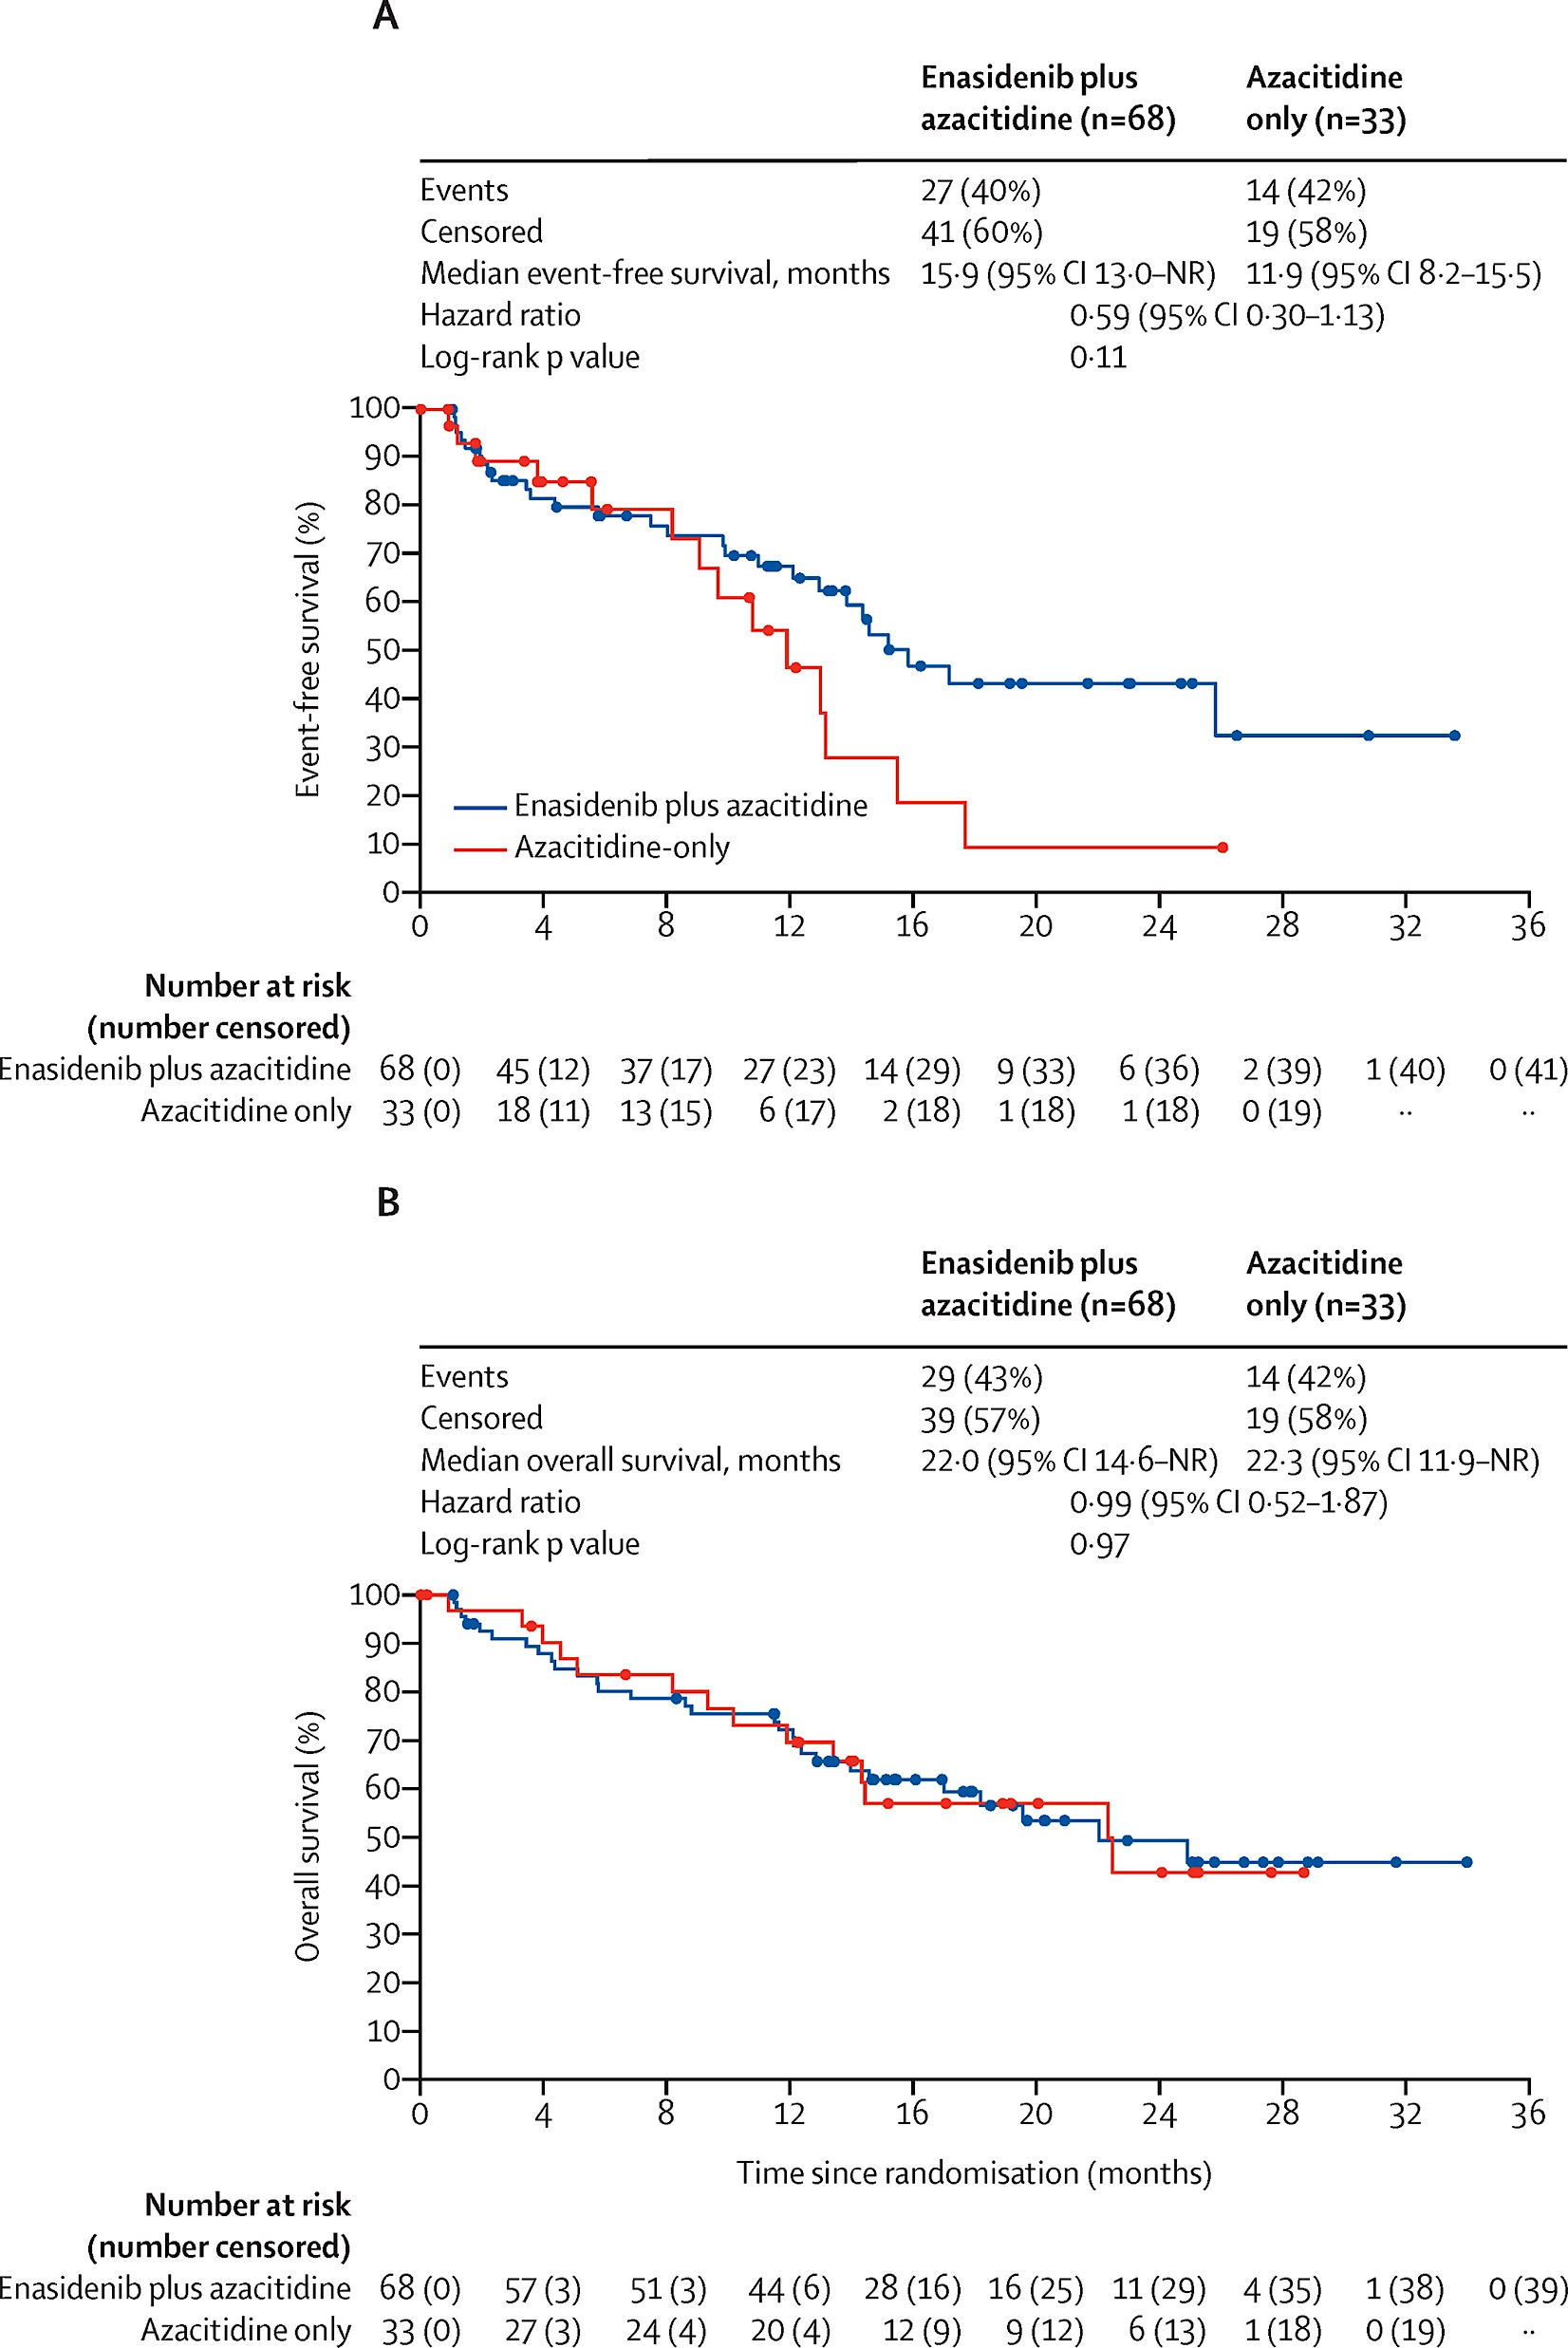 A
Enasidenib plus azacitidine (n=68) Azacitidine only (n=33)
Events 27 (40%) 14 (42%)
Censored 41 (60%) 19 (58%)
Median event-free survival, months 15·9 (95% CI 13·0–NR) 11·9 (95% CI 8·2–15·5)
Hazard ratio 0·59 (95% CI 0·30–1·13)
Log-rank p value 0·11
Event-free survival (%)
100
90
80
70
60
50
40
30
20
10
0
Enasidenib plus azacitidine
Azacitidine-only
0 4 8 12 16 20 24 28 32 36
Number at risk
(number censored)
Enasidenib plus azacitidine 68 (0) 45 (12) 37 (17) 27 (23) 14 (29) 9 (33) 6 (36) 2 (39) 1 (40) 0 (41)
Azacitidine only 33 (0) 18 (11) 13 (15) 6 (17) 2 (18) 1 (18) 1 (18) 0 (19) ·· ··
B
Enasidenib plus azacitidine (n=68) Azacitidine only (n=33)
Events 29 (43%) 14 (42%)
Censored 39 (57%) 19 (58%)
Median overall survival, months 22·0 (95% CI 14·6–NR) 22·3 (95% CI 11·9–NR)
Hazard ratio 0·99 (95% CI 0·52–1·87)
Log-rank p value 0·97
Overall survival (%)
100
90
80
70
60
50
40
30
20
10
0
0 4 8 12 16 20 24 28 32 36
Time since randomisation (months)
Number at risk
(number censored)
Enasidenib plus azacitidine 68 (0) 57 (3) 51 (3) 44 (6) 28 (16) 16 (25) 11 (29) 4 (35) 1 (38) 0 (39)
Azacitidine only 33 (0) 27 (3) 24 (4) 20 (4) 12 (9) 9 (12) 6 (13) 1 (18) 0 (19) ··